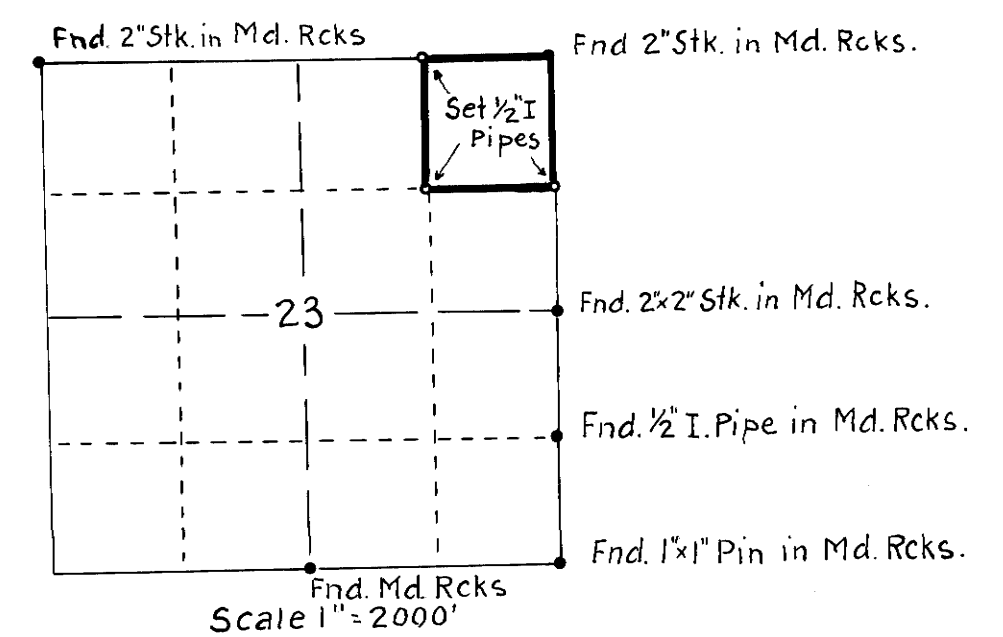 Fnd. 2"Stk. in Md. Rcks
Fnd 2"Stk. in Md. Rcks.
Set ½"I
Pipes
23
Fnd. 2"x2" Stk. in Md. Rcks.
Fnd. ½" I. Pipe in Md. Rcks.
Fnd. 1"x1" Pin in Md. Rcks.
Fnd. Md Rcks
Scale 1"=2000'